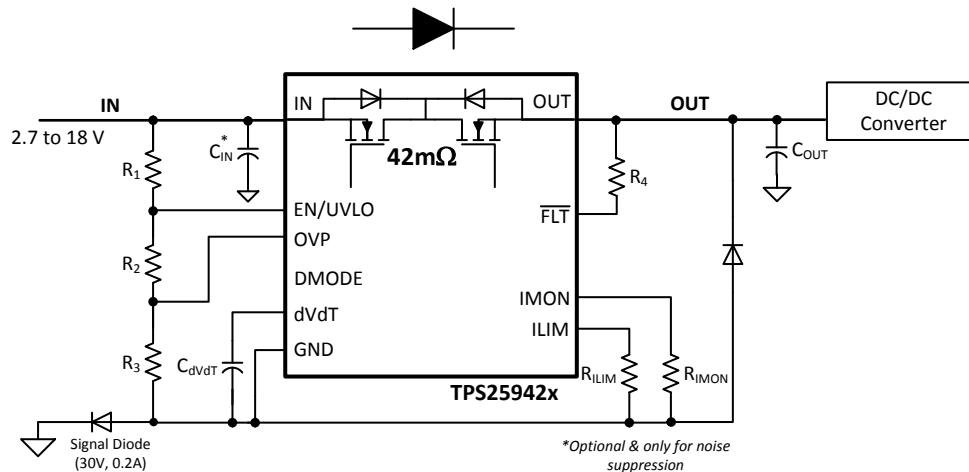 IN
2.7 to 18 V
R1
CIN*
R2
R3
CdVdT
IN
OUT
42mΩ
EN/UVLO
OVP
DMODE
dVdT
GND
FLT
IMON
ILIM
TPS25942x
OUT
R4
COUT
DC/DC
Converter
RILIM
RIMON
Signal Diode
(30V, 0.2A)
*Optional & only for noise
suppression